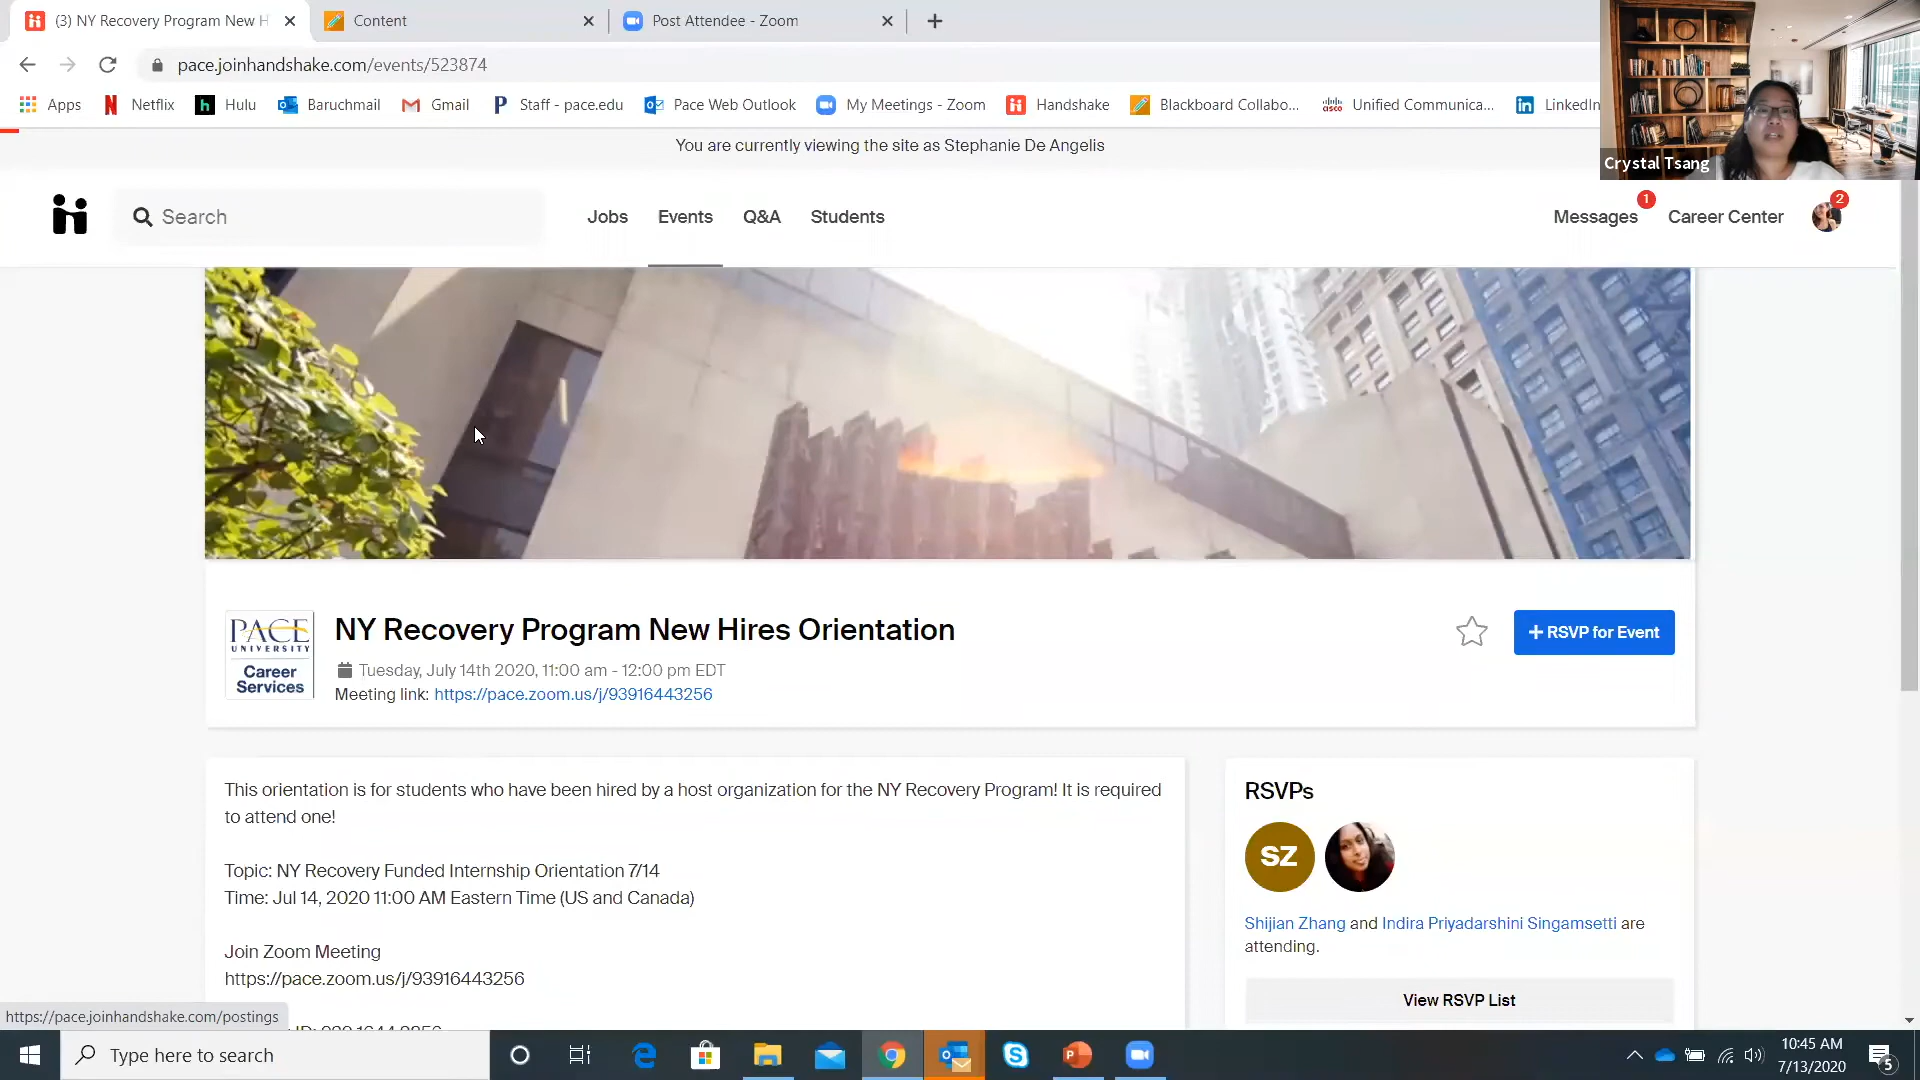 (3) NY Recovery Program New H
Content
Post Attendee - Zoom
pace.joinhandshake.com/events/523874
Apps
Netflix
Hulu
Baruchmail
Gmail
Staff - pace.edu
Pace Web Outlook
My Meetings - Zoom
Handshake
Blackboard Collabo...
Unified Communica...
LinkedIn
Crystal Tsang
You are currently viewing the site as Stephanie De Angelis
Search
Jobs
Events
Q&A
Students
Messages
1
Career Center
2
PACE
UNIVERSITY
Career
Services
NY Recovery Program New Hires Orientation
Tuesday, July 14th 2020, 11:00 am - 12:00 pm EDT
Meeting link: https://pace.zoom.us/j/93916443256
+ RSVP for Event
This orientation is for students who have been hired by a host organization for the NY Recovery Program! It is required
to attend one!
Topic: NY Recovery Funded Internship Orientation 7/14
Time: Jul 14, 2020 11:00 AM Eastern Time (US and Canada)
Join Zoom Meeting
https://pace.zoom.us/j/93916443256
RSVPs
SZ
Shijian Zhang and Indira Priyadarshini Singamsetti are
attending.
View RSVP List
https://pace.joinhandshake.com/postings
Type here to search
10:45 AM
7/13/2020
5